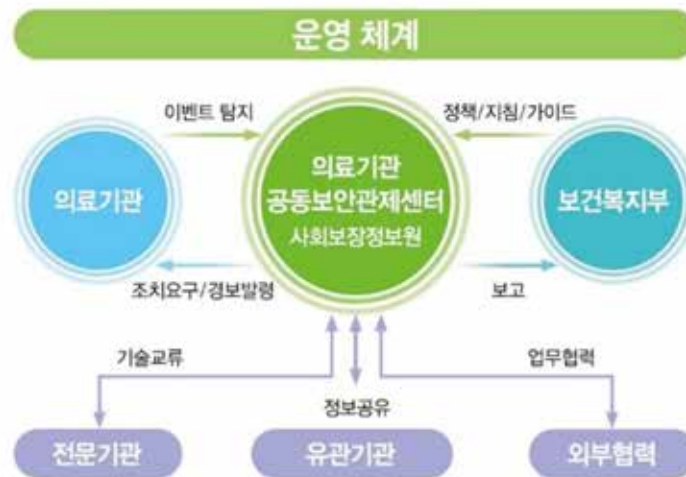 운영 체계
이벤트 탐지
정책/지침/가이드
의료기관
의료기관
공동보안관제센터
사회보장정보원
보건복지부
조치요구/경보발령
보고
기술교류
업무협력
정보공유
전문기관
유관기관
외부협력